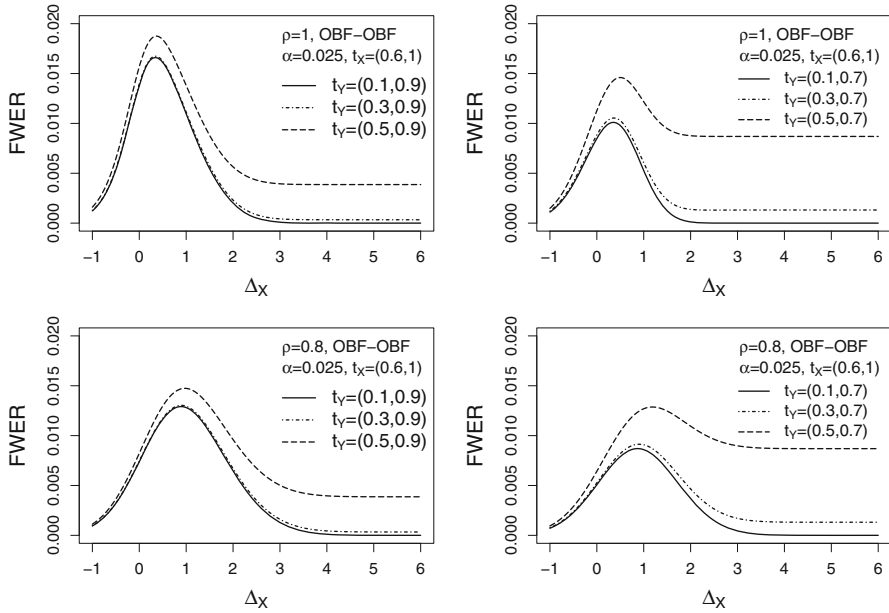 ρ=1, OBF−OBF
α=0.025, tX=(0.6,1)
tY=(0.1,0.9)
tY=(0.3,0.9)
tY=(0.5,0.9)
FWER
0.020
0.015
0.010
0.005
0.000
−1 0 1 2 3 4 5 6
ΔX
ρ=1, OBF−OBF
α=0.025, tX=(0.6,1)
tY=(0.1,0.7)
tY=(0.3,0.7)
tY=(0.5,0.7)
FWER
0.020
0.015
0.010
0.005
0.000
−1 0 1 2 3 4 5 6
ΔX
ρ=0.8, OBF−OBF
α=0.025, tX=(0.6,1)
tY=(0.1,0.9)
tY=(0.3,0.9)
tY=(0.5,0.9)
FWER
0.020
0.015
0.010
0.005
0.000
−1 0 1 2 3 4 5 6
ΔX
ρ=0.8, OBF−OBF
α=0.025, tX=(0.6,1)
tY=(0.1,0.7)
tY=(0.3,0.7)
tY=(0.5,0.7)
FWER
0.020
0.015
0.010
0.005
0.000
−1 0 1 2 3 4 5 6
ΔX